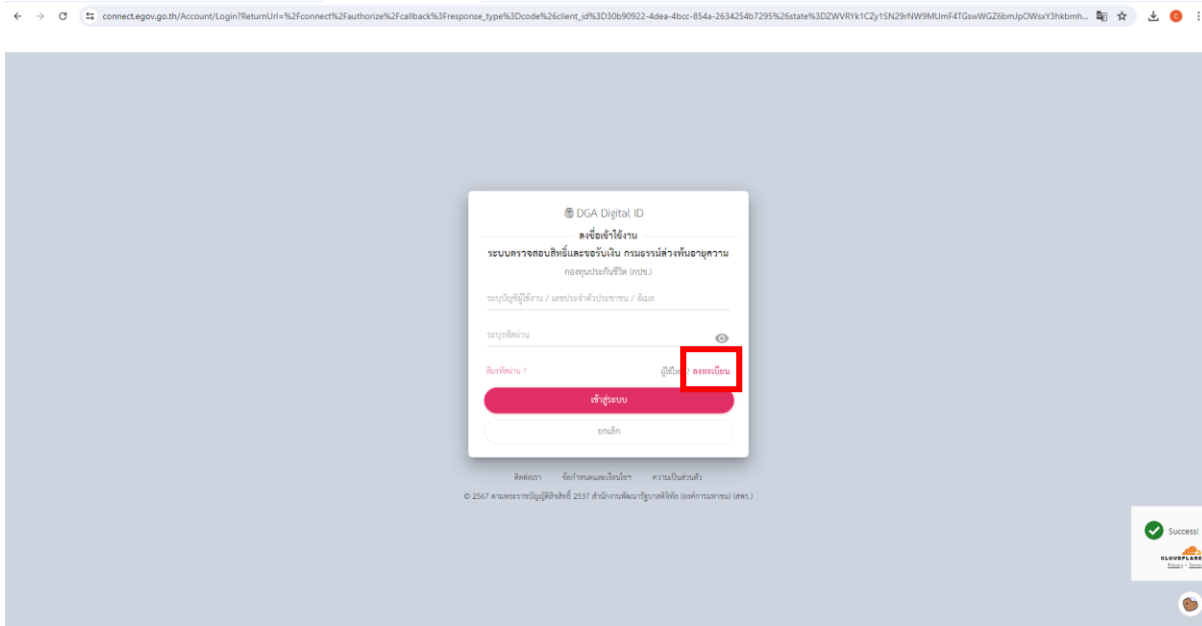 connect.egov.go.th/Account/Login?ReturnUrl=%2Fconnect%2Fauthorize%2Fcallback%3Fresponse_type%3Dcode%26client_id%3D30b90922-4dea-4bcc-854a-2634254b7295%26state%3DZWVRYk1CZy1SN29rNW9MUmF4TGswWGZ6bmJpOWsxY3hkbmh...
DGA Digital ID
ลงชื่อเข้าใช้งาน
ระบบตรวจสอบสิทธิ์และขอรับเงิน กรมธรรม์ล่วงพ้นอายุความ
กองทุนประกันชีวิต (กปช.)
ระบุบัญชีผู้ใช้งาน / เลขประจำตัวประชาชน / อีเมล
ระบุรหัสผ่าน
ลืมรหัสผ่าน ?
ผู้ใช้ให ? ลงทะเบียน
เข้าสู่ระบบ
ยกเลิก
ติดต่อเรา ข้อกำหนดและเงื่อนไขฯ ความเป็นส่วนตัว
© 2567 ตามพระราชบัญญัติลิขสิทธิ์ 2537 สำนักงานพัฒนารัฐบาลดิจิทัล (องค์การมหาชน) (สพร.)
Success!
CLOUDFLARE
Privacy • Terms